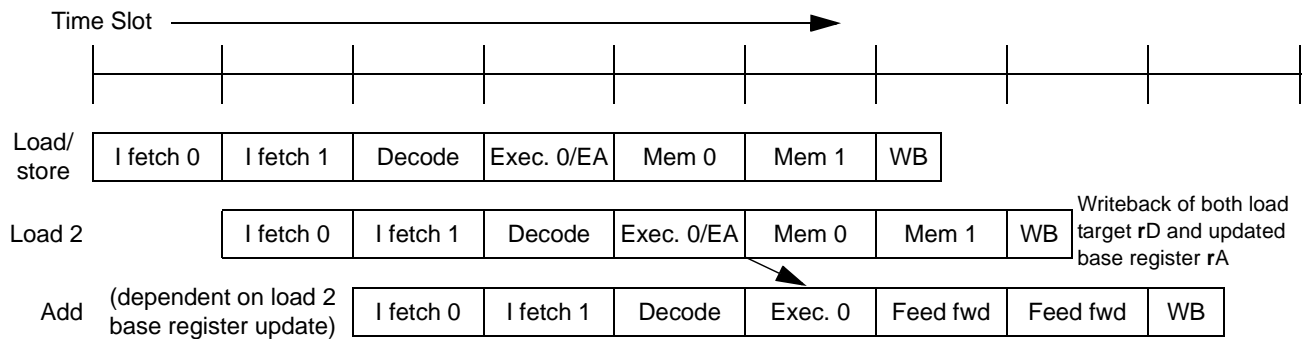 Time Slot
Load/
store
I fetch 0 I fetch 1 Decode Exec. 0/EA Mem 0 Mem 1 WB
Load 2
I fetch 0 I fetch 1 Decode Exec. 0/EA Mem 0 Mem 1 WB
Writeback of both load
target rD and updated
base register rA
Add
(dependent on load 2
base register update)
I fetch 0 I fetch 1 Decode Exec. 0 Feed fwd Feed fwd WB